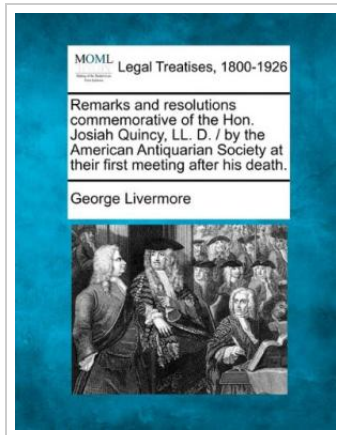 MOML Legal Treatises, 1800-1926
Remarks and resolutions
commemorative of the Hon.
Josiah Quincy, LL. D. / by the
American Antiquarian Society at
their first meeting after his death.
George Livermore